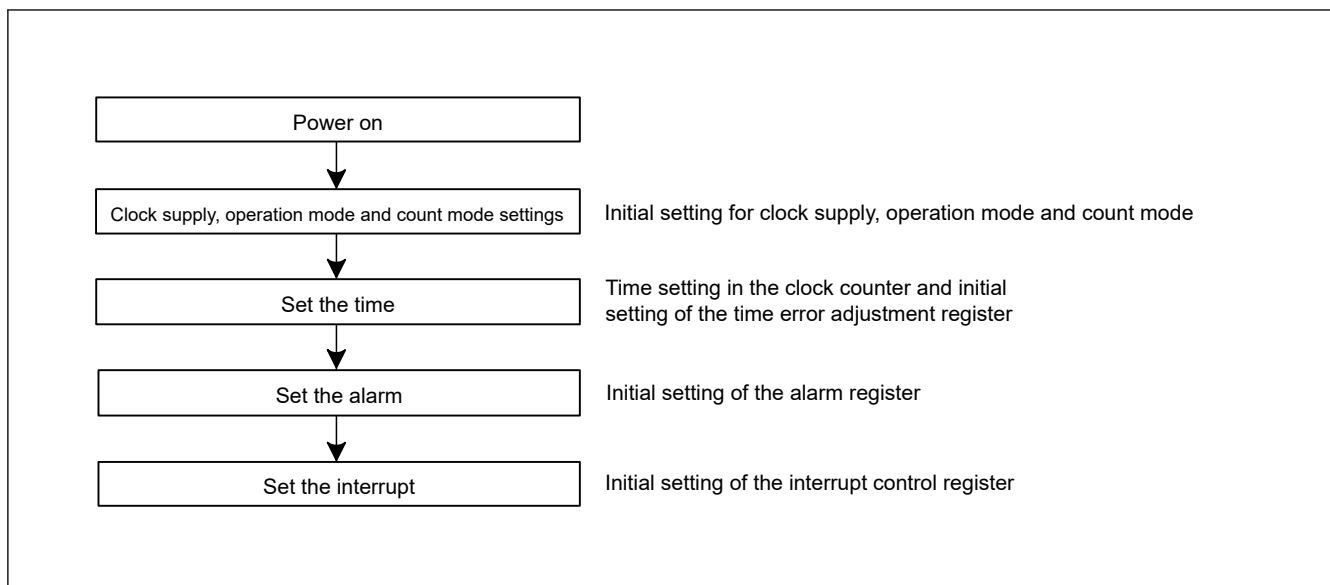 Power on
Clock supply, operation mode and count mode settings
Initial setting for clock supply, operation mode and count mode
Set the time
Time setting in the clock counter and initial
setting of the time error adjustment register
Set the alarm
Initial setting of the alarm register
Set the interrupt
Initial setting of the interrupt control register